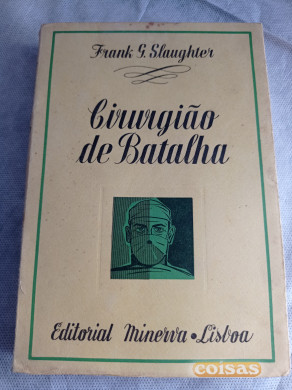 Frank G. Slaughter
Cirurgião
de Batalha
Editorial Minerva • Lisboa
coisas